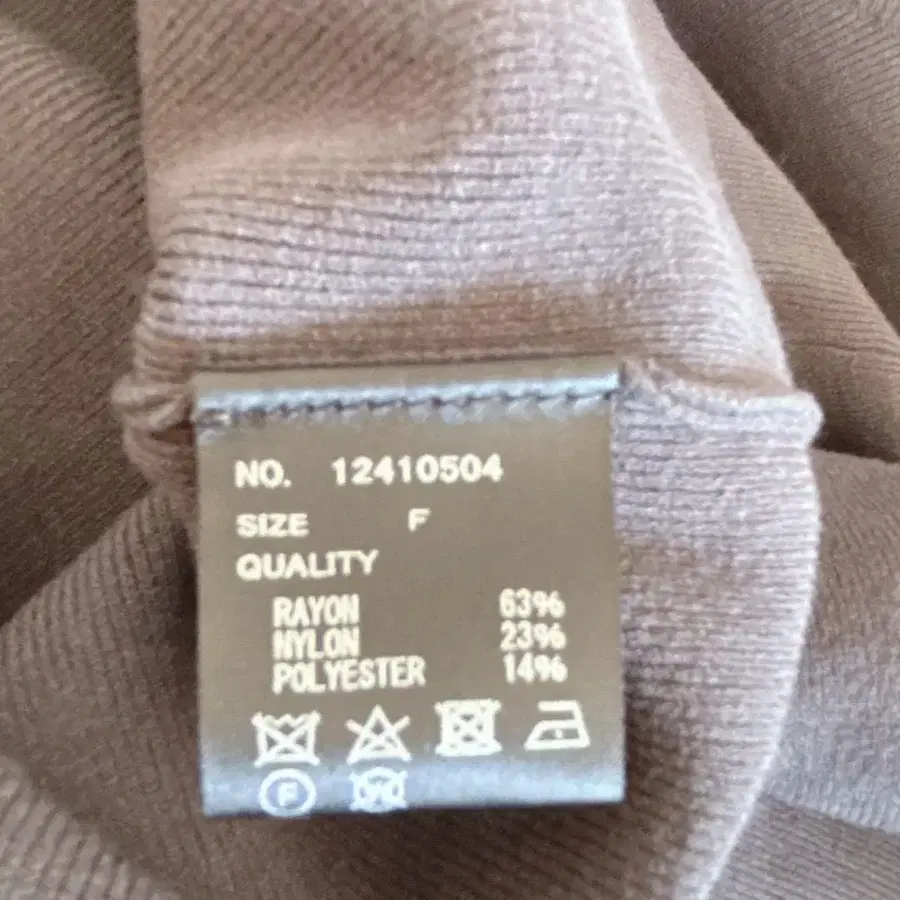 NO. 12410504
SIZE F
QUALITY
RAYON 63%
NYLON 23%
POLYESTER 14%
F W